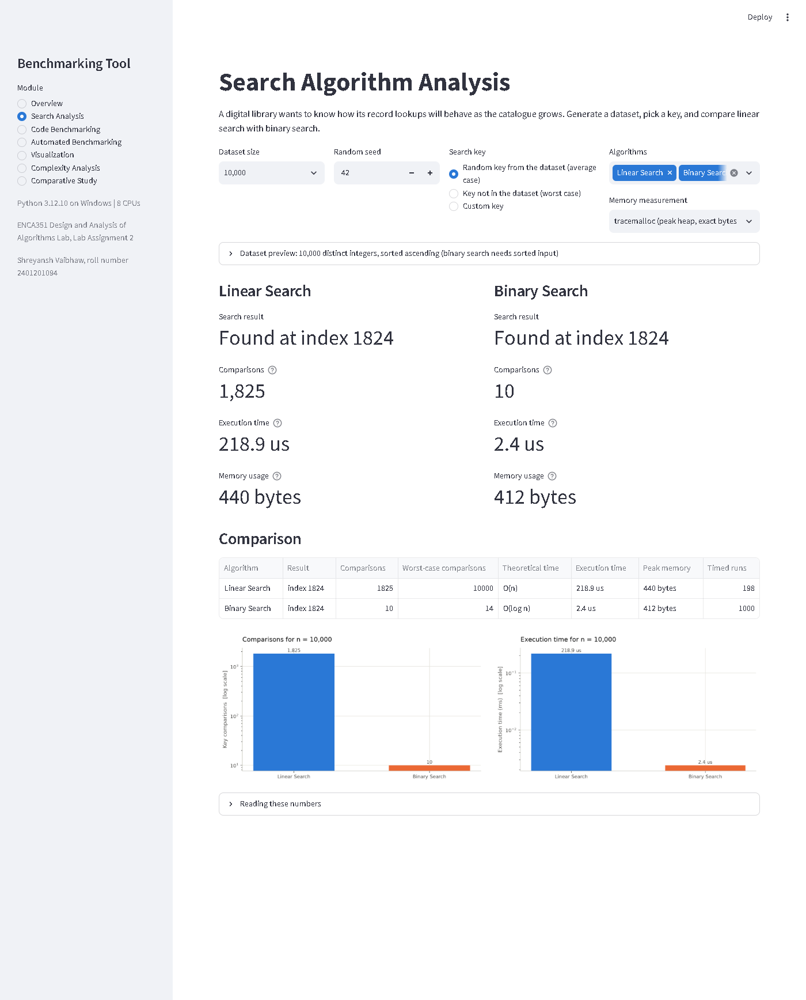 Deploy
Benchmarking Tool
Module
Overview
Search Analysis
Code Benchmarking
Automated Benchmarking
Visualization
Complexity Analysis
Comparative Study
Python 3.12.10 on Windows | 8 CPUs
ENCA351 Design and Analysis of
Algorithms Lab, Lab Assignment 2
Shreyansh Vaibhaw, roll number
2401201094
Search Algorithm Analysis
A digital library wants to know how its record lookups will behave as the catalogue grows. Generate a dataset, pick a key, and compare linear
search with binary search.
Dataset size
10,000
Random seed
42
Search key
Random key from the dataset (average
case)
Key not in the dataset (worst case)
Custom key
Algorithms
Linear Search
Binary Searc
Memory measurement
tracemalloc (peak heap, exact bytes
Dataset preview: 10,000 distinct integers, sorted ascending (binary search needs sorted input)
Linear Search
Search result
Found at index 1824
Comparisons
1,825
Execution time
218.9 us
Memory usage
440 bytes
Binary Search
Search result
Found at index 1824
Comparisons
10
Execution time
2.4 us
Memory usage
412 bytes
Comparison
Algorithm Result Comparisons Worst-case comparisons Theoretical time Execution time Peak memory Timed runs
Linear Search index 1824 1825 10000 O(n) 218.9 us 440 bytes 198
Binary Search index 1824 10 14 O(log n) 2.4 us 412 bytes 1000
Comparisons for n = 10,000
Key comparisons [log scale]
10³
10²
10¹
1,825
10
Linear Search
Binary Search
Execution time for n = 10,000
Execution time (ms) [log scale]
10⁻¹
10⁻²
218.9 us
2.4 us
Linear Search
Binary Search
Reading these numbers